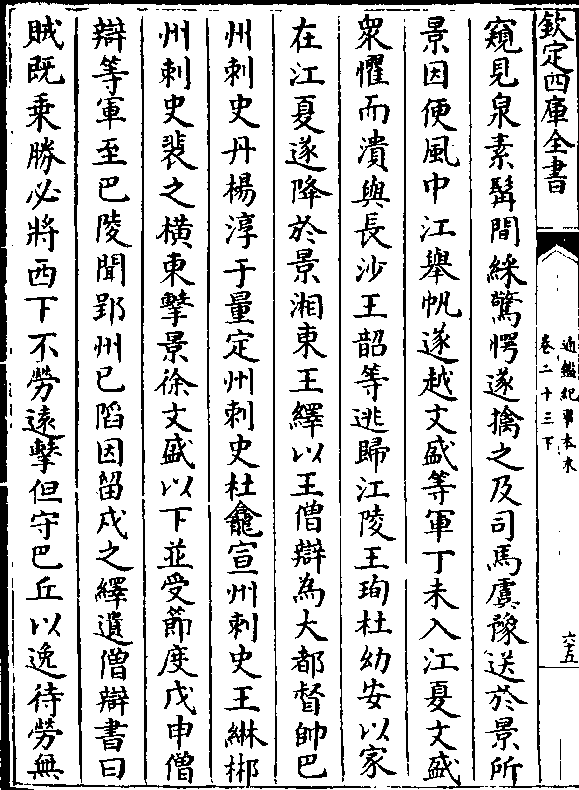 欽定四庫全書
通鑑紀事本末
卷二十三下
六五
窺見泉素髯間綵驚愕遂擒之及司馬虞豫送於景所
景因便風中江舉帆遂越文盛等軍丁未入江夏文盛
衆懼而潰與長沙王韶等逃歸江陵王珣杜幼安以家
在江夏遂降於景湘東王繹以王僧辯為大都督帥巴
州刺史丹楊淳于量定州刺史杜龕宣州刺史王綝郴
州刺史裴之橫東擊景徐文盛以下並受節度戊申僧
辯等軍至巴陵聞郢州已陷因留戍之繹遺僧辯書曰
賊既乗勝必將西下不勞遠擊但守巴丘以逸待勞無